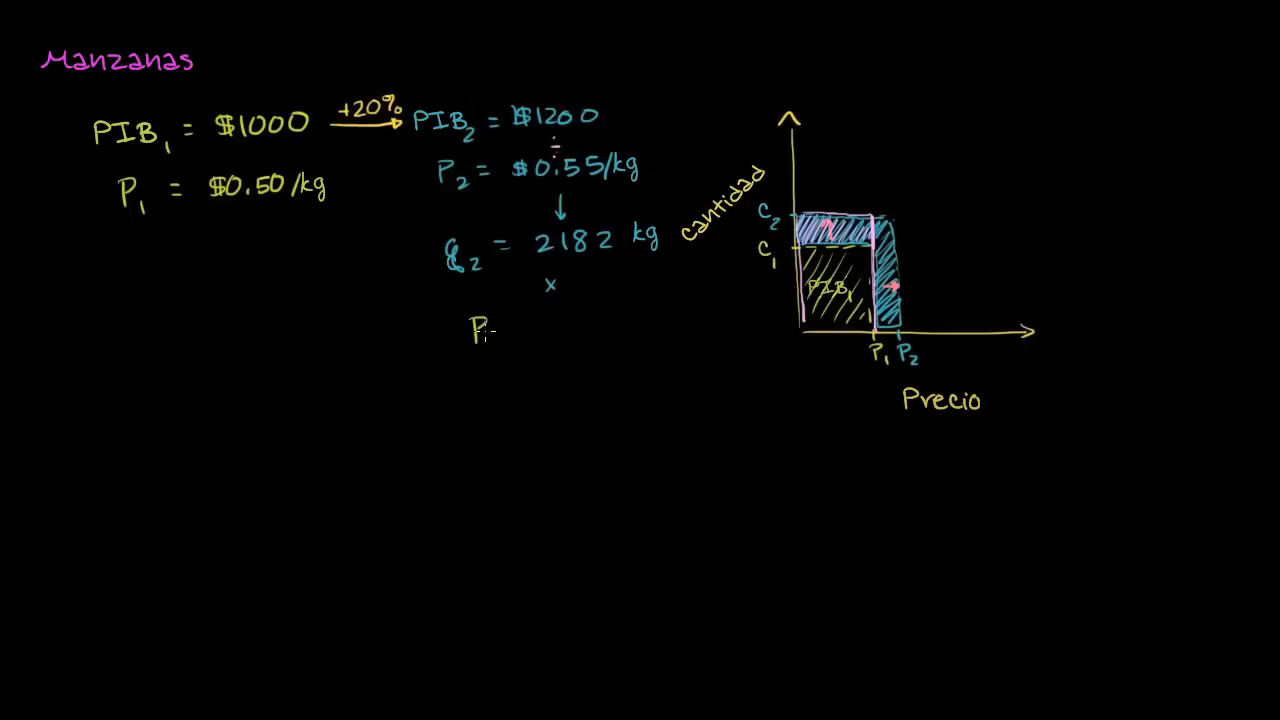 Manzanas
PIB₁ = $1000
+20%
PIB₂ = $1200
÷
P₁ = $0.50/kg
P₂ = $0.55/kg
↓
q₂ = 2182 kg
x
P
cantidad
C₂
C₁
PIB₁
P₁ P₂
Precio